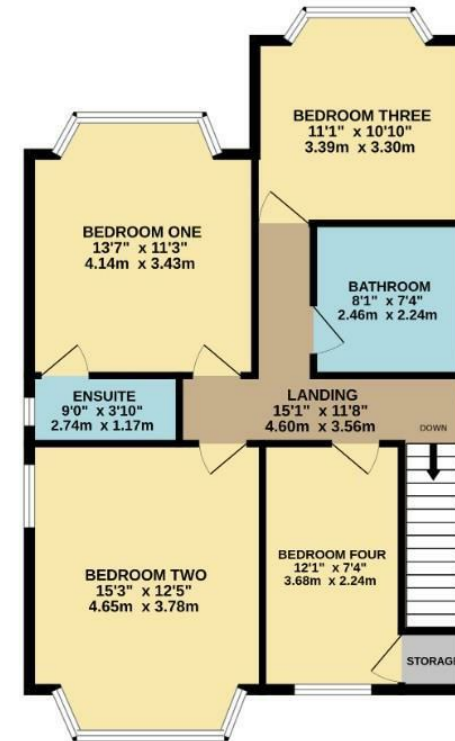 BEDROOM THREE
11'1" x 10'10"
3.39m x 3.30m
BEDROOM ONE
13'7" x 11'3"
4.14m x 3.43m
BATHROOM
8'1" x 7'4"
2.46m x 2.24m
ENSUITE
9'0" x 3'10"
2.74m x 1.17m
LANDING
15'1" x 11'8"
4.60m x 3.56m
DOWN
BEDROOM TWO
15'3" x 12'5"
4.65m x 3.78m
BEDROOM FOUR
12'1" x 7'4"
3.68m x 2.24m
STORAGE